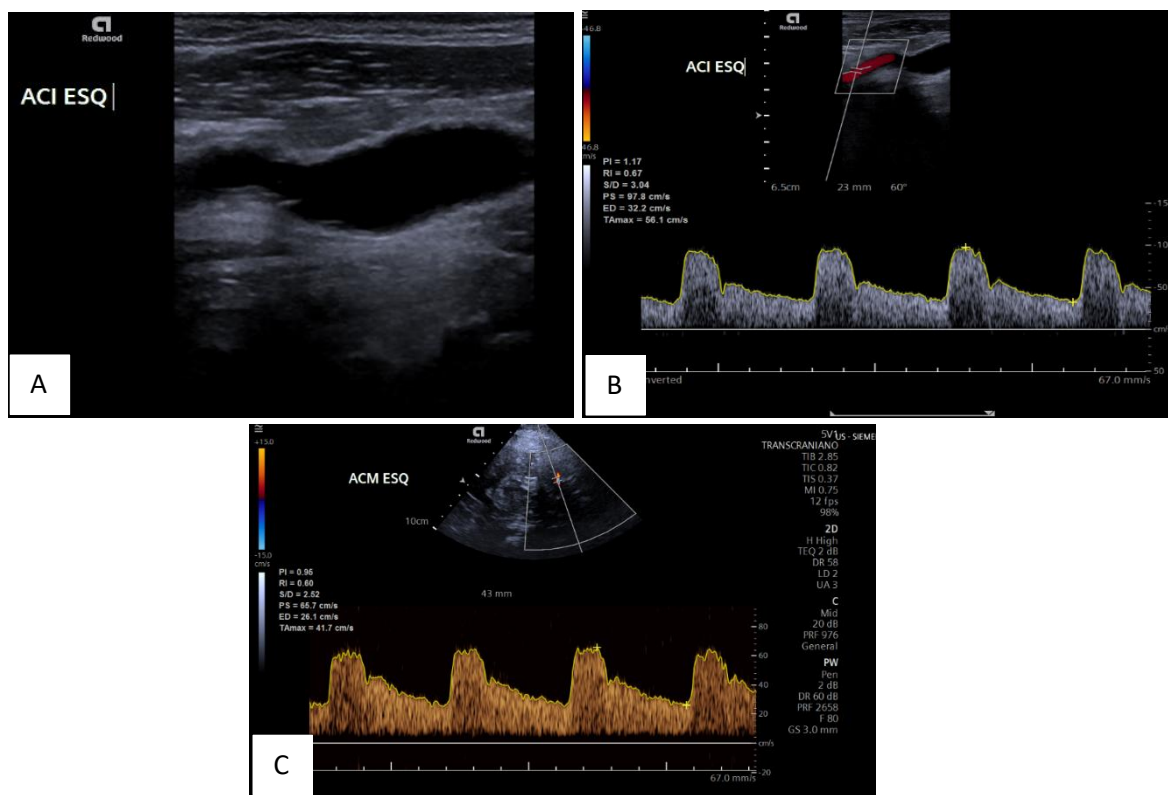 Redwood
ACI ESQ
A
46.8
46.8
m/s
Redwood
ACI ESQ
6.5cm 23 mm 60°
PI = 1.17
RI = 0.67
S/D = 3.04
PS = 97.8 cm/s
ED = 32.2 cm/s
TAmax = 56.1 cm/s
-15
-10
-50
cm/s
50
nverted
67.0 mm/s
B
+15.0
-15.0
cm/s
Redwood
ACM ESQ
10cm
43 mm
PI = 0.95
RI = 0.60
S/D = 2.52
PS = 65.7 cm/s
ED = 26.1 cm/s
TAmax = 41.7 cm/s
80
60
40
20
cm/s
-20
67.0 mm/s
5V1 US - SIEME
TRANSCRANIANO
TIB 2.85
TIC 0.82
TIS 0.37
MI 0.75
12 fps
98%
2D
H High
TEQ 2 dB
DR 58
LD 2
UA 3
C
Mid
20 dB
PRF 976
General
PW
Pen
2 dB
DR 60 dB
PRF 2658
F 80
GS 3.0 mm
C